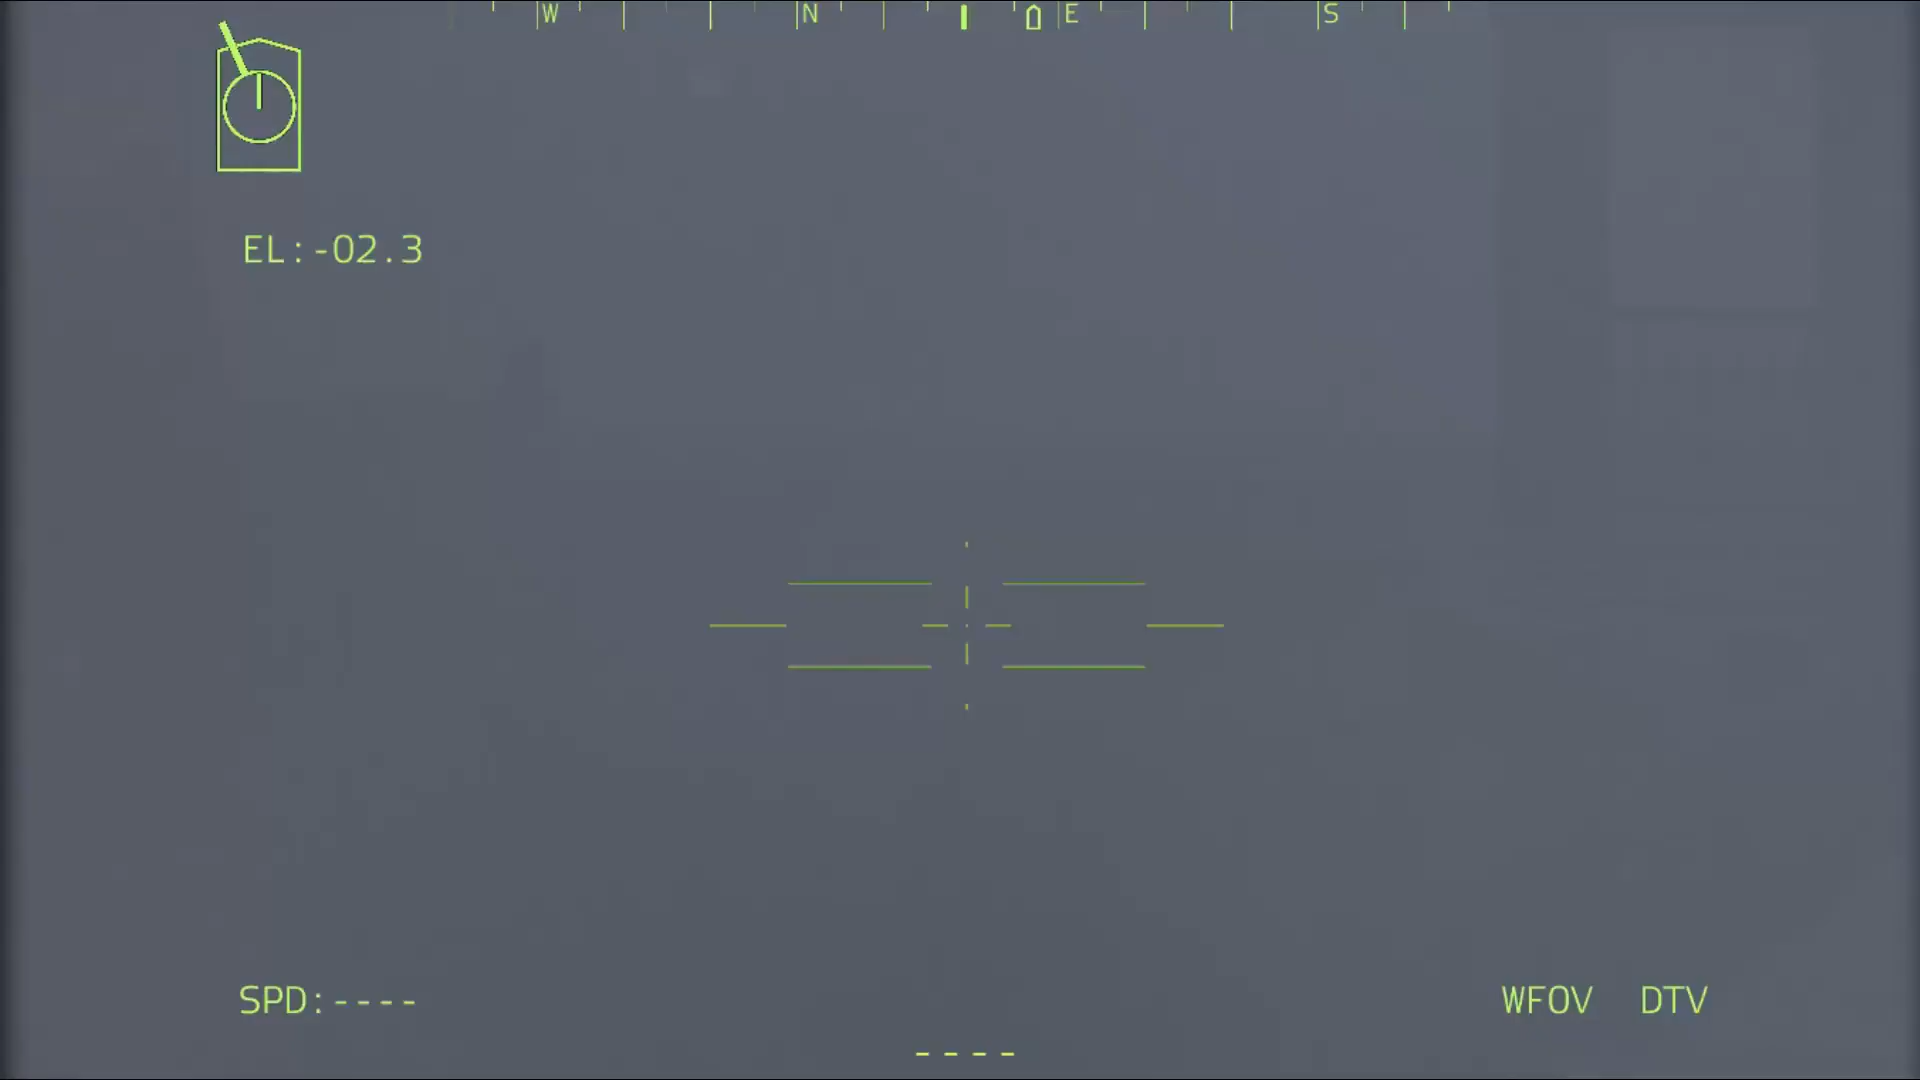 W N E S
EL:-02.3
SPD:----
WFOV DTV
----